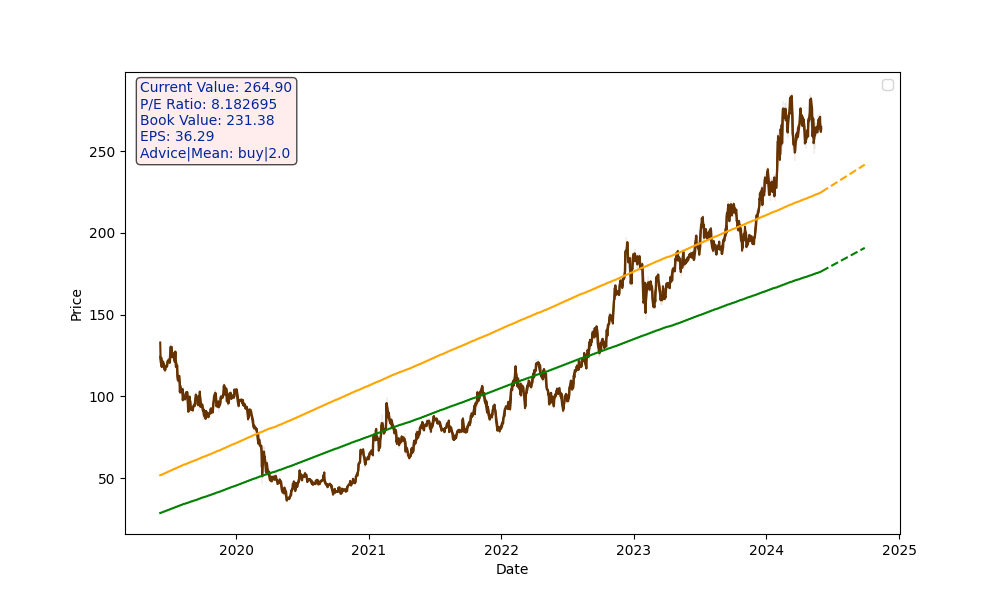 Current Value: 264.90
P/E Ratio: 8.182695
Book Value: 231.38
EPS: 36.29
Advice|Mean: buy|2.0
250
200
150
100
50
Price
2020 2021 2022 2023 2024 2025
Date